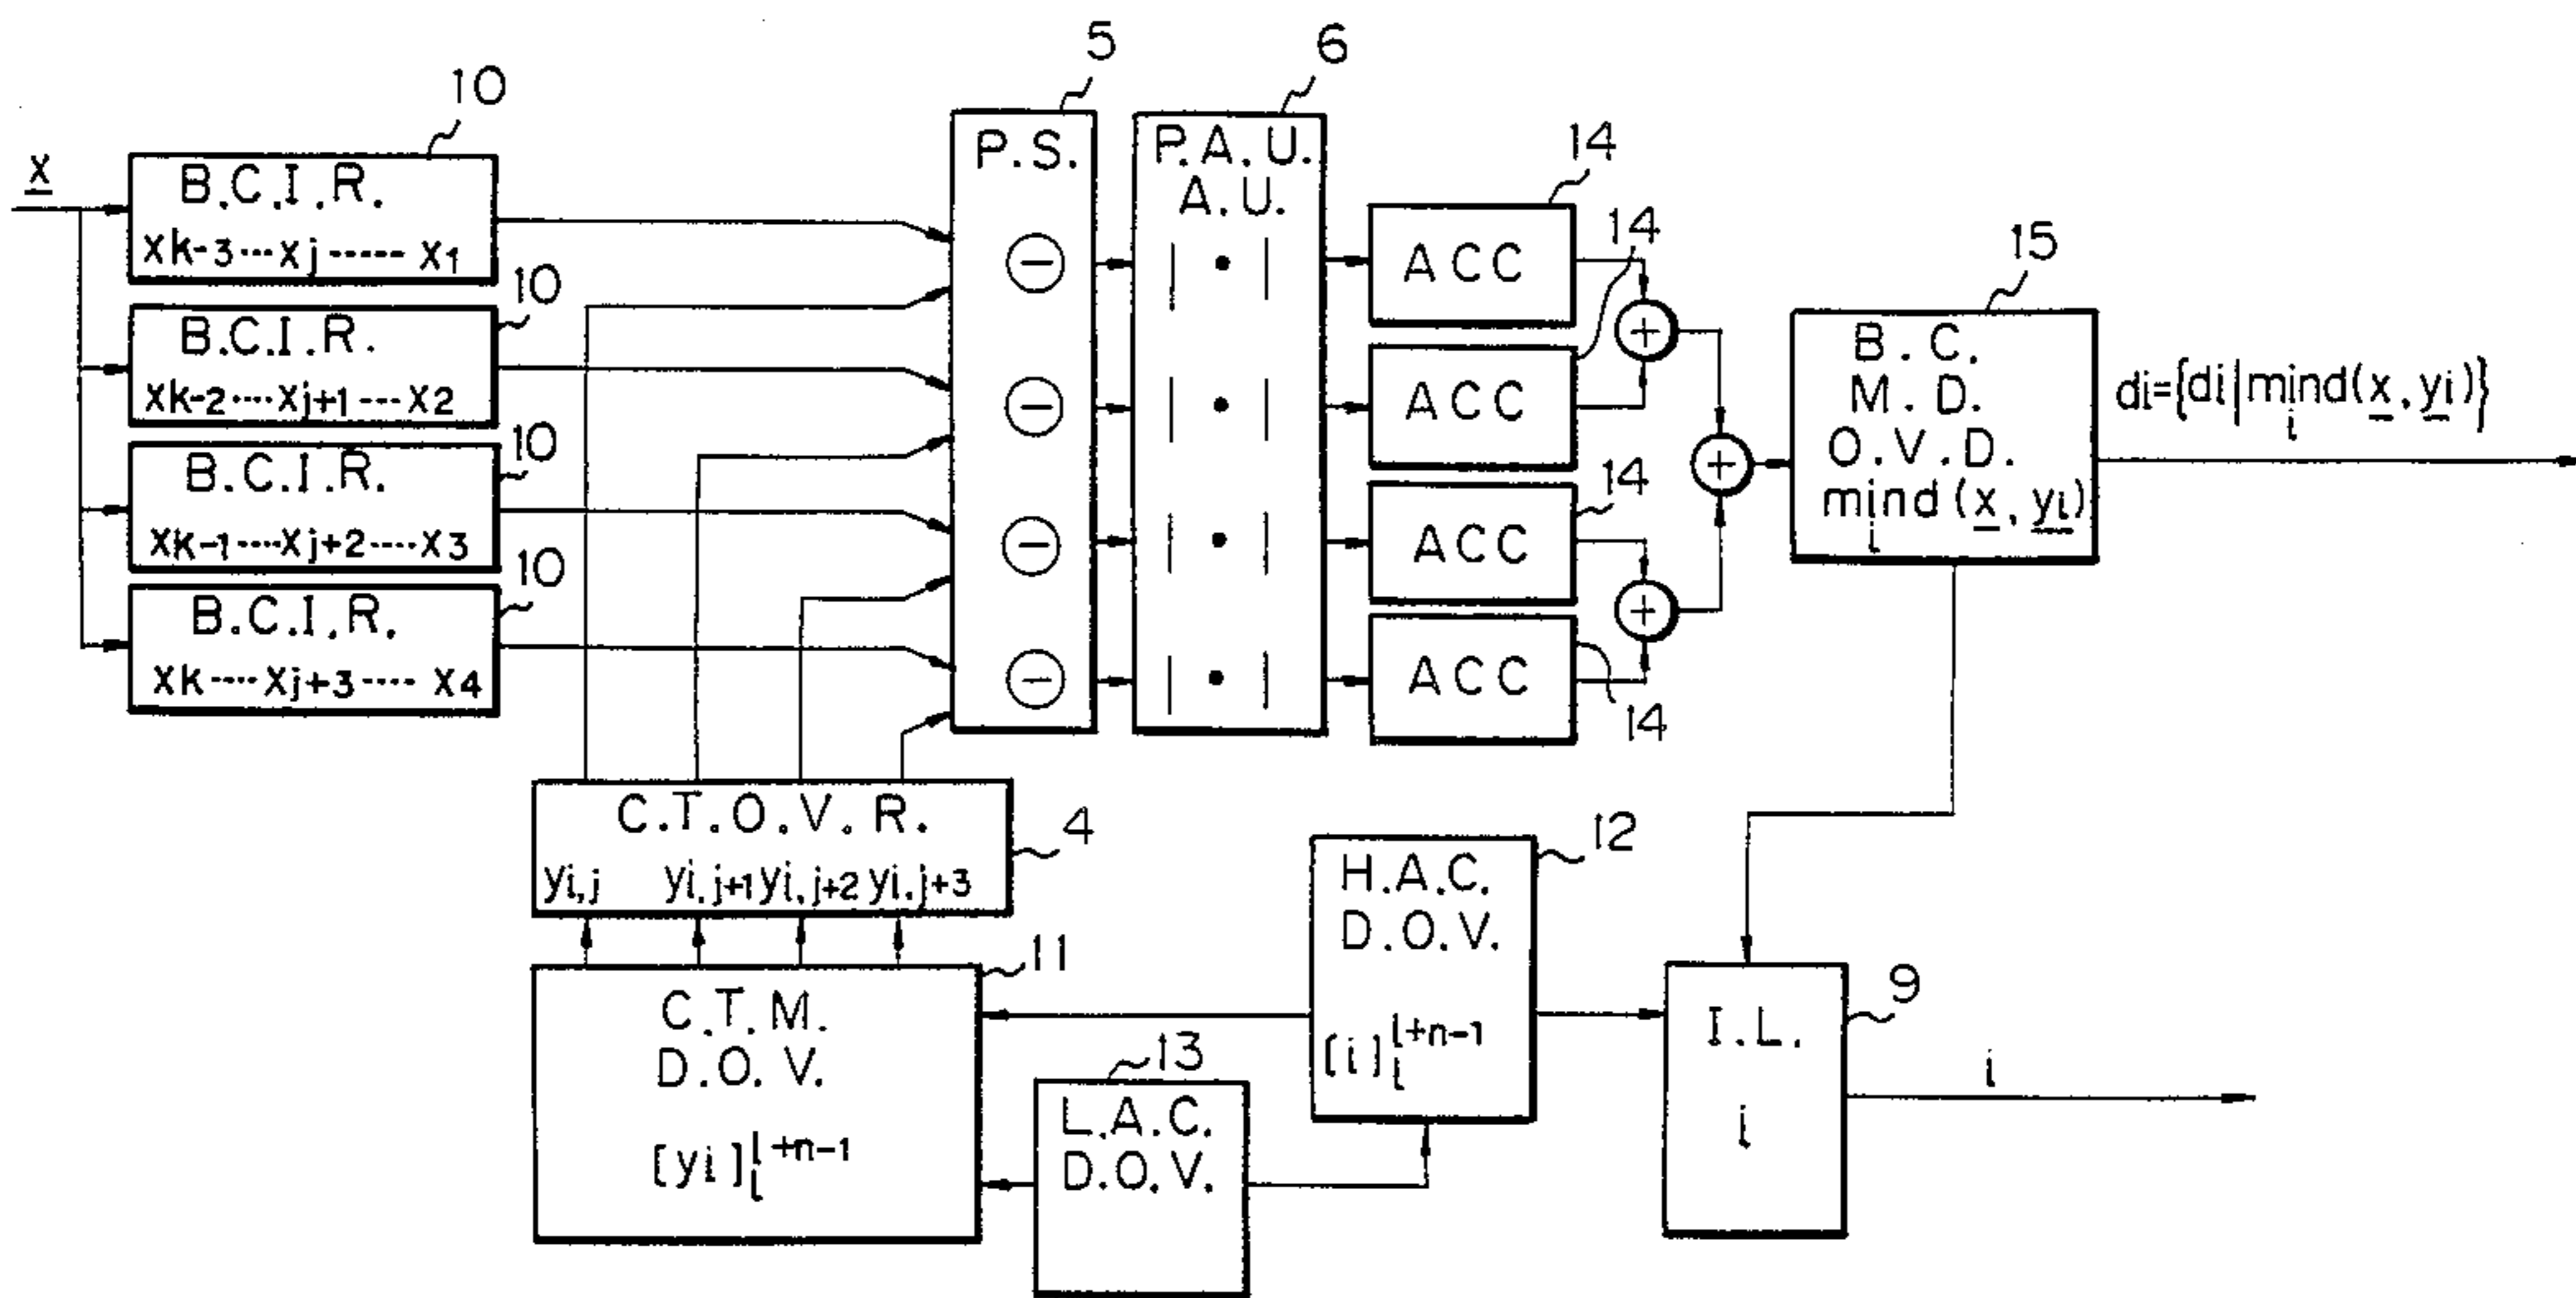 x
10
B.C.I.R.
xk-3···xj----- x1
10
B.C.I.R.
xk-2····xj+1 --- x2
10
B.C.I.R.
xk-1····xj+2····x3
10
B.C.I.R.
xk····xj+3···· x4
5
P.S.
−
−
−
−
6
P.A.U.
A.U.
| • |
| • |
| • |
| • |
14
ACC
14
ACC
14
ACC
14
ACC
+
+
+
15
B.C.
M.D.
O.V.D.
min d(x, yi)
i
di={di|min d(x, yi)}
i
C.T.O.V.R.
yi,j yi,j+1 yi,j+2 yi,j+3
4
11
C.T.M.
D.O.V.
[yi]l l+n-1
13
L.A.C.
D.O.V.
12
H.A.C.
D.O.V.
[i]l l+n-1
9
I.L.
i
i